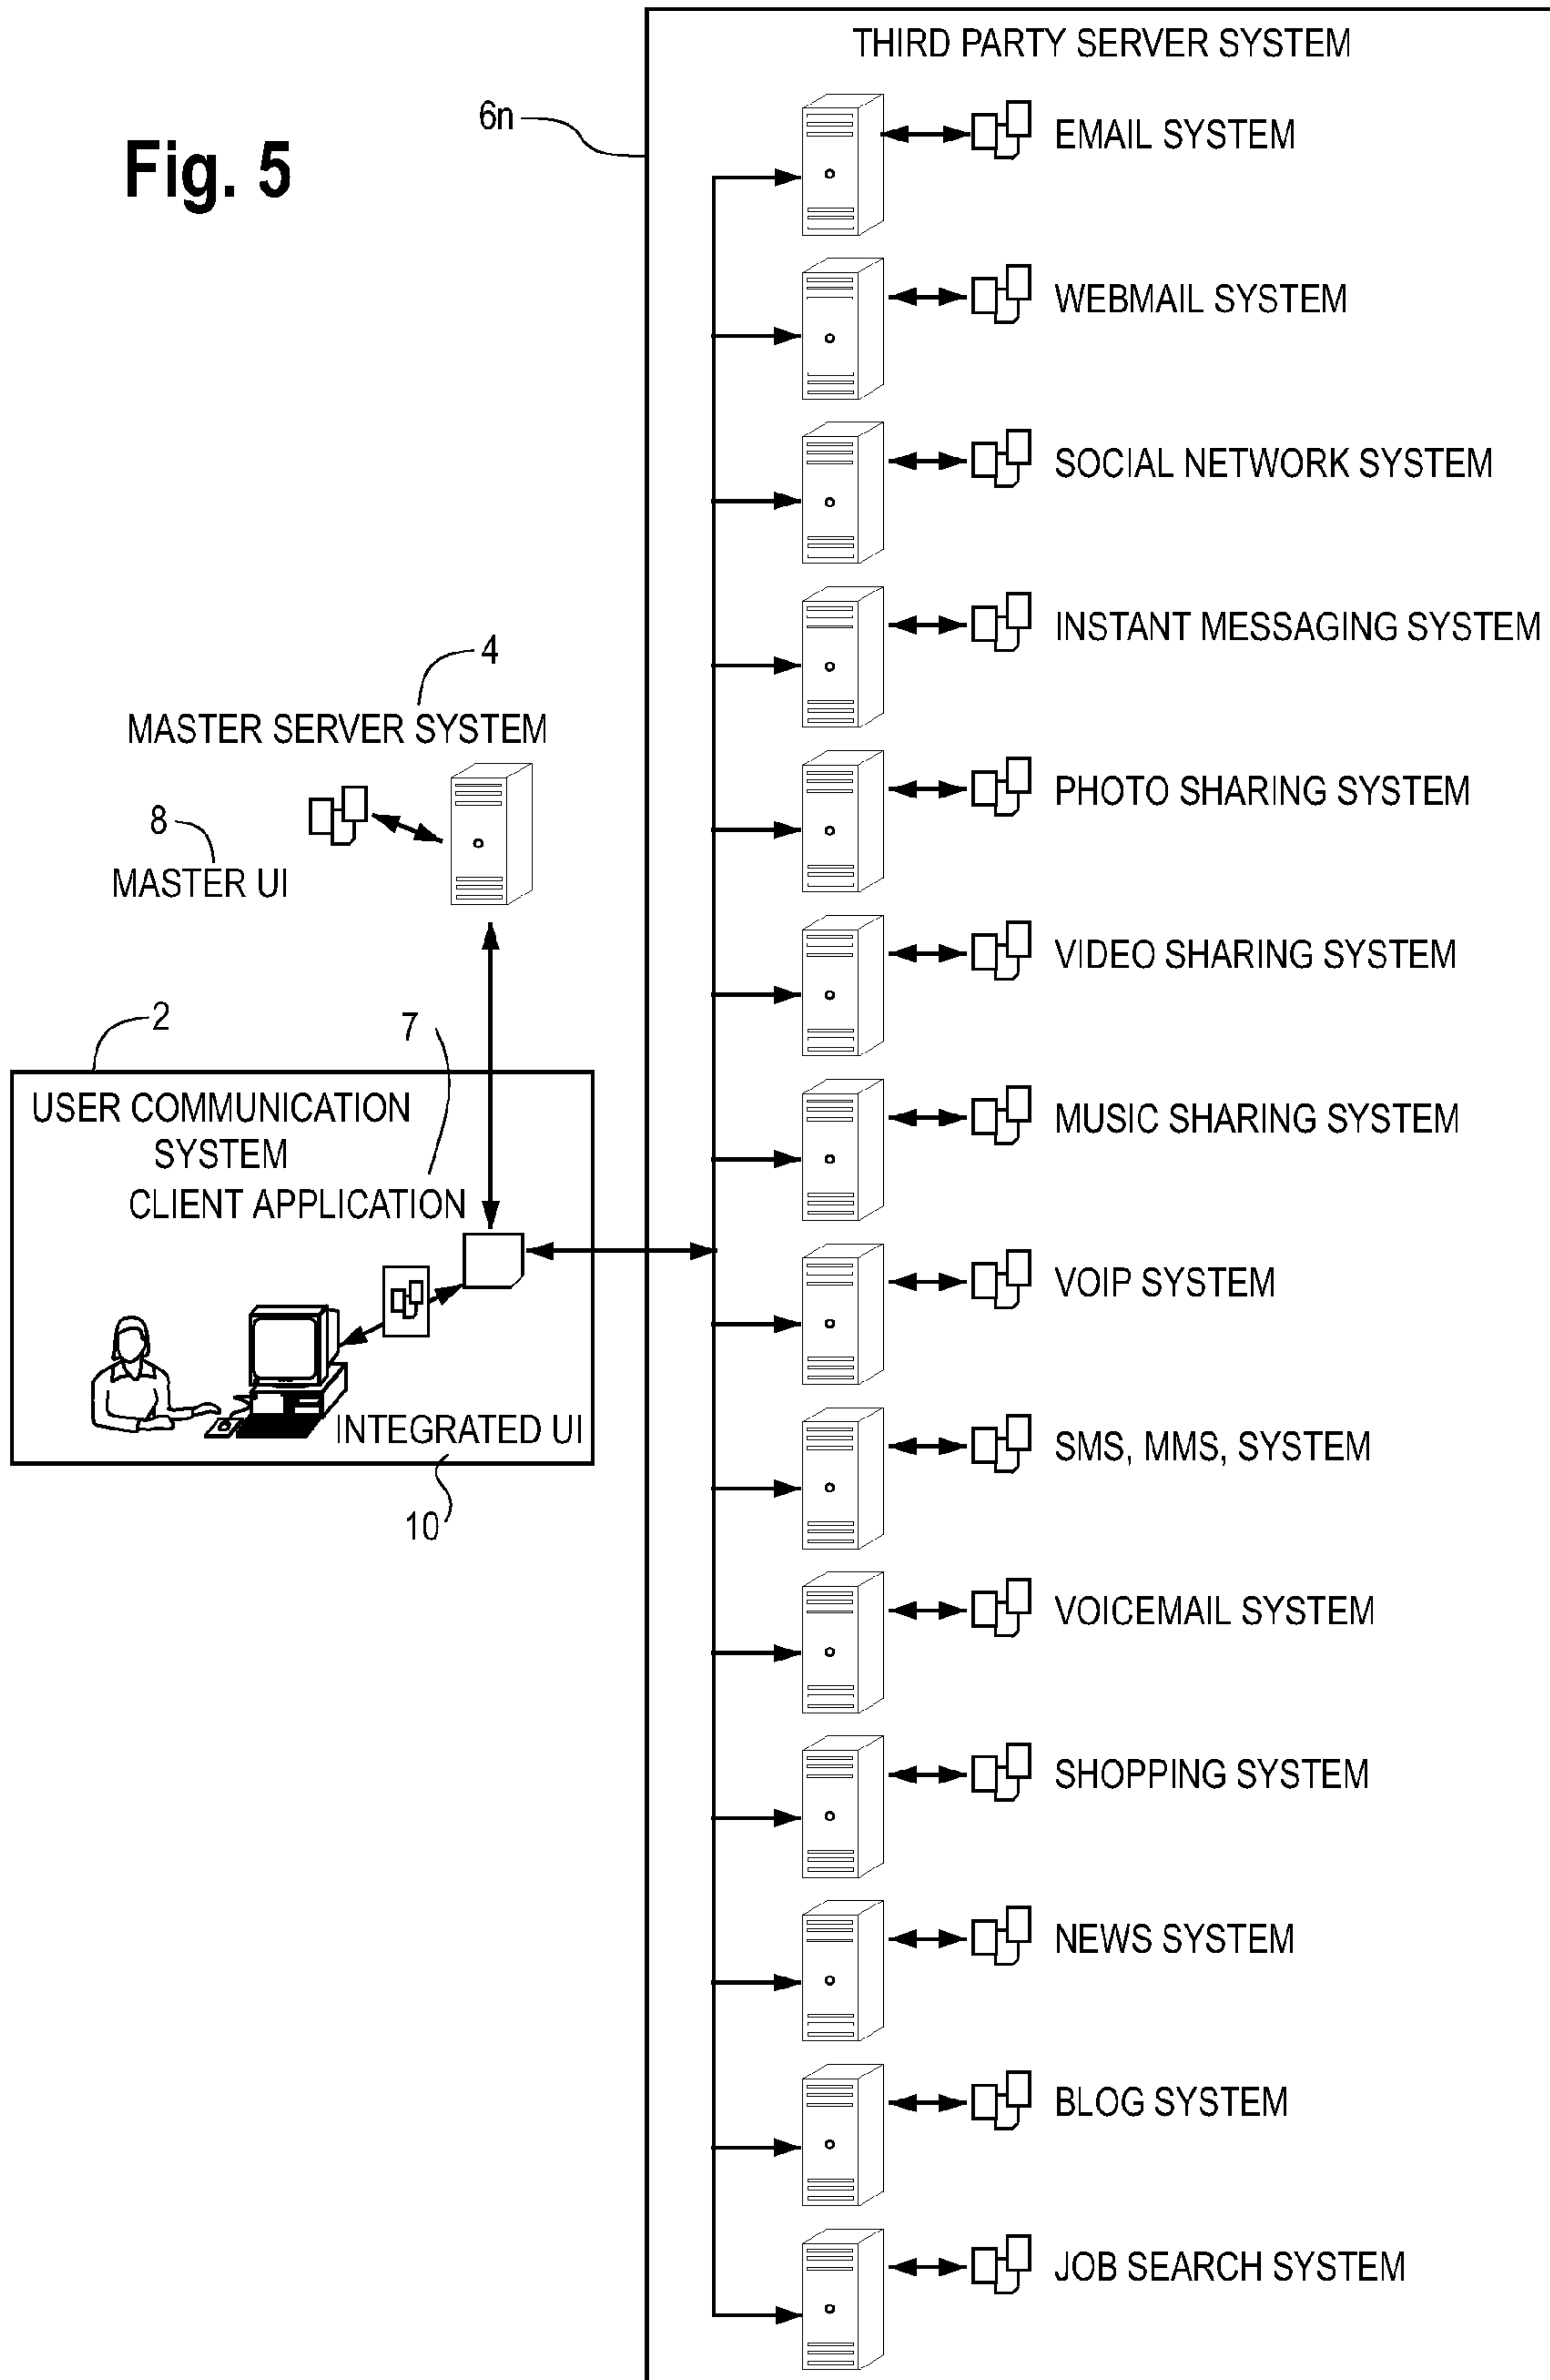 Fig. 5
THIRD PARTY SERVER SYSTEM
6n
EMAIL SYSTEM
WEBMAIL SYSTEM
SOCIAL NETWORK SYSTEM
INSTANT MESSAGING SYSTEM
4
MASTER SERVER SYSTEM
8
MASTER UI
PHOTO SHARING SYSTEM
VIDEO SHARING SYSTEM
2
7
USER COMMUNICATION
SYSTEM
CLIENT APPLICATION
INTEGRATED UI
10
MUSIC SHARING SYSTEM
VOIP SYSTEM
SMS, MMS, SYSTEM
VOICEMAIL SYSTEM
SHOPPING SYSTEM
NEWS SYSTEM
BLOG SYSTEM
JOB SEARCH SYSTEM